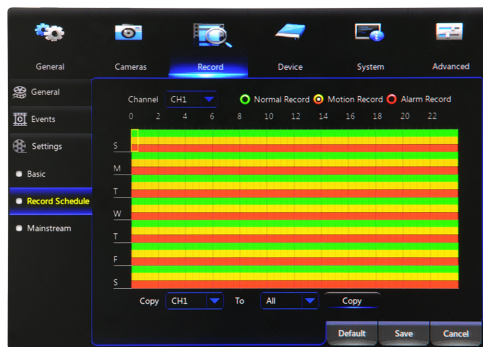 General Cameras Record Device System Advanced
General
Events
Settings
Basic
Record Schedule
Mainstream
Channel CH1 Normal Record Motion Record Alarm Record
0 2 4 6 8 10 12 14 16 18 20 22
S
M
T
W
T
F
S
Copy CH1 To All Copy
Default Save Cancel